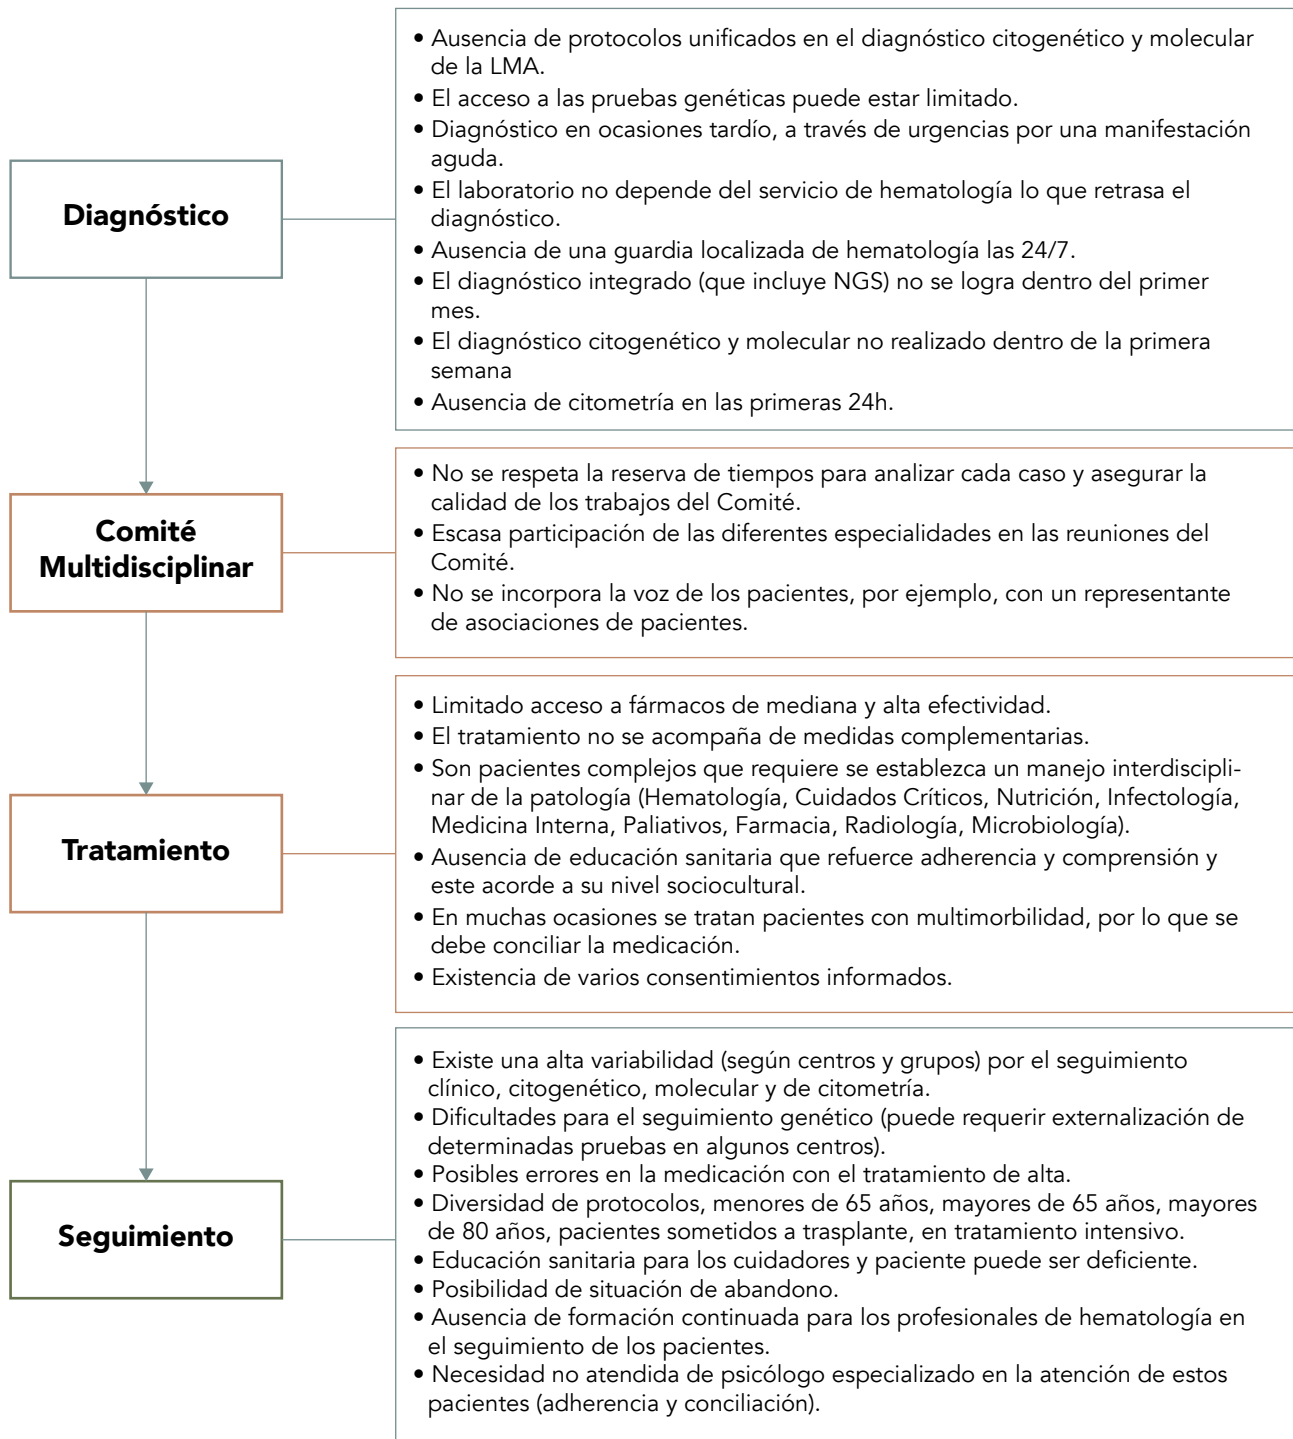 Diagnóstico
• Ausencia de protocolos unificados en el diagnóstico citogenético y molecular
de la LMA.
• El acceso a las pruebas genéticas puede estar limitado.
• Diagnóstico en ocasiones tardío, a través de urgencias por una manifestación
aguda.
• El laboratorio no depende del servicio de hematología lo que retrasa el
diagnóstico.
• Ausencia de una guardia localizada de hematología las 24/7.
• El diagnóstico integrado (que incluye NGS) no se logra dentro del primer
mes.
• El diagnóstico citogenético y molecular no realizado dentro de la primera
semana
• Ausencia de citometría en las primeras 24h.
Comité
Multidisciplinar
• No se respeta la reserva de tiempos para analizar cada caso y asegurar la
calidad de los trabajos del Comité.
• Escasa participación de las diferentes especialidades en las reuniones del
Comité.
• No se incorpora la voz de los pacientes, por ejemplo, con un representante
de asociaciones de pacientes.
Tratamiento
• Limitado acceso a fármacos de mediana y alta efectividad.
• El tratamiento no se acompaña de medidas complementarias.
• Son pacientes complejos que requiere se establezca un manejo interdiscipli-
nar de la patología (Hematología, Cuidados Críticos, Nutrición, Infectología,
Medicina Interna, Paliativos, Farmacia, Radiología, Microbiología).
• Ausencia de educación sanitaria que refuerce adherencia y comprensión y
este acorde a su nivel sociocultural.
• En muchas ocasiones se tratan pacientes con multimorbilidad, por lo que se
debe conciliar la medicación.
• Existencia de varios consentimientos informados.
Seguimiento
• Existe una alta variabilidad (según centros y grupos) por el seguimiento
clínico, citogenético, molecular y de citometría.
• Dificultades para el seguimiento genético (puede requerir externalización de
determinadas pruebas en algunos centros).
• Posibles errores en la medicación con el tratamiento de alta.
• Diversidad de protocolos, menores de 65 años, mayores de 65 años, mayores
de 80 años, pacientes sometidos a trasplante, en tratamiento intensivo.
• Educación sanitaria para los cuidadores y paciente puede ser deficiente.
• Posibilidad de situación de abandono.
• Ausencia de formación continuada para los profesionales de hematología en
el seguimiento de los pacientes.
• Necesidad no atendida de psicólogo especializado en la atención de estos
pacientes (adherencia y conciliación).